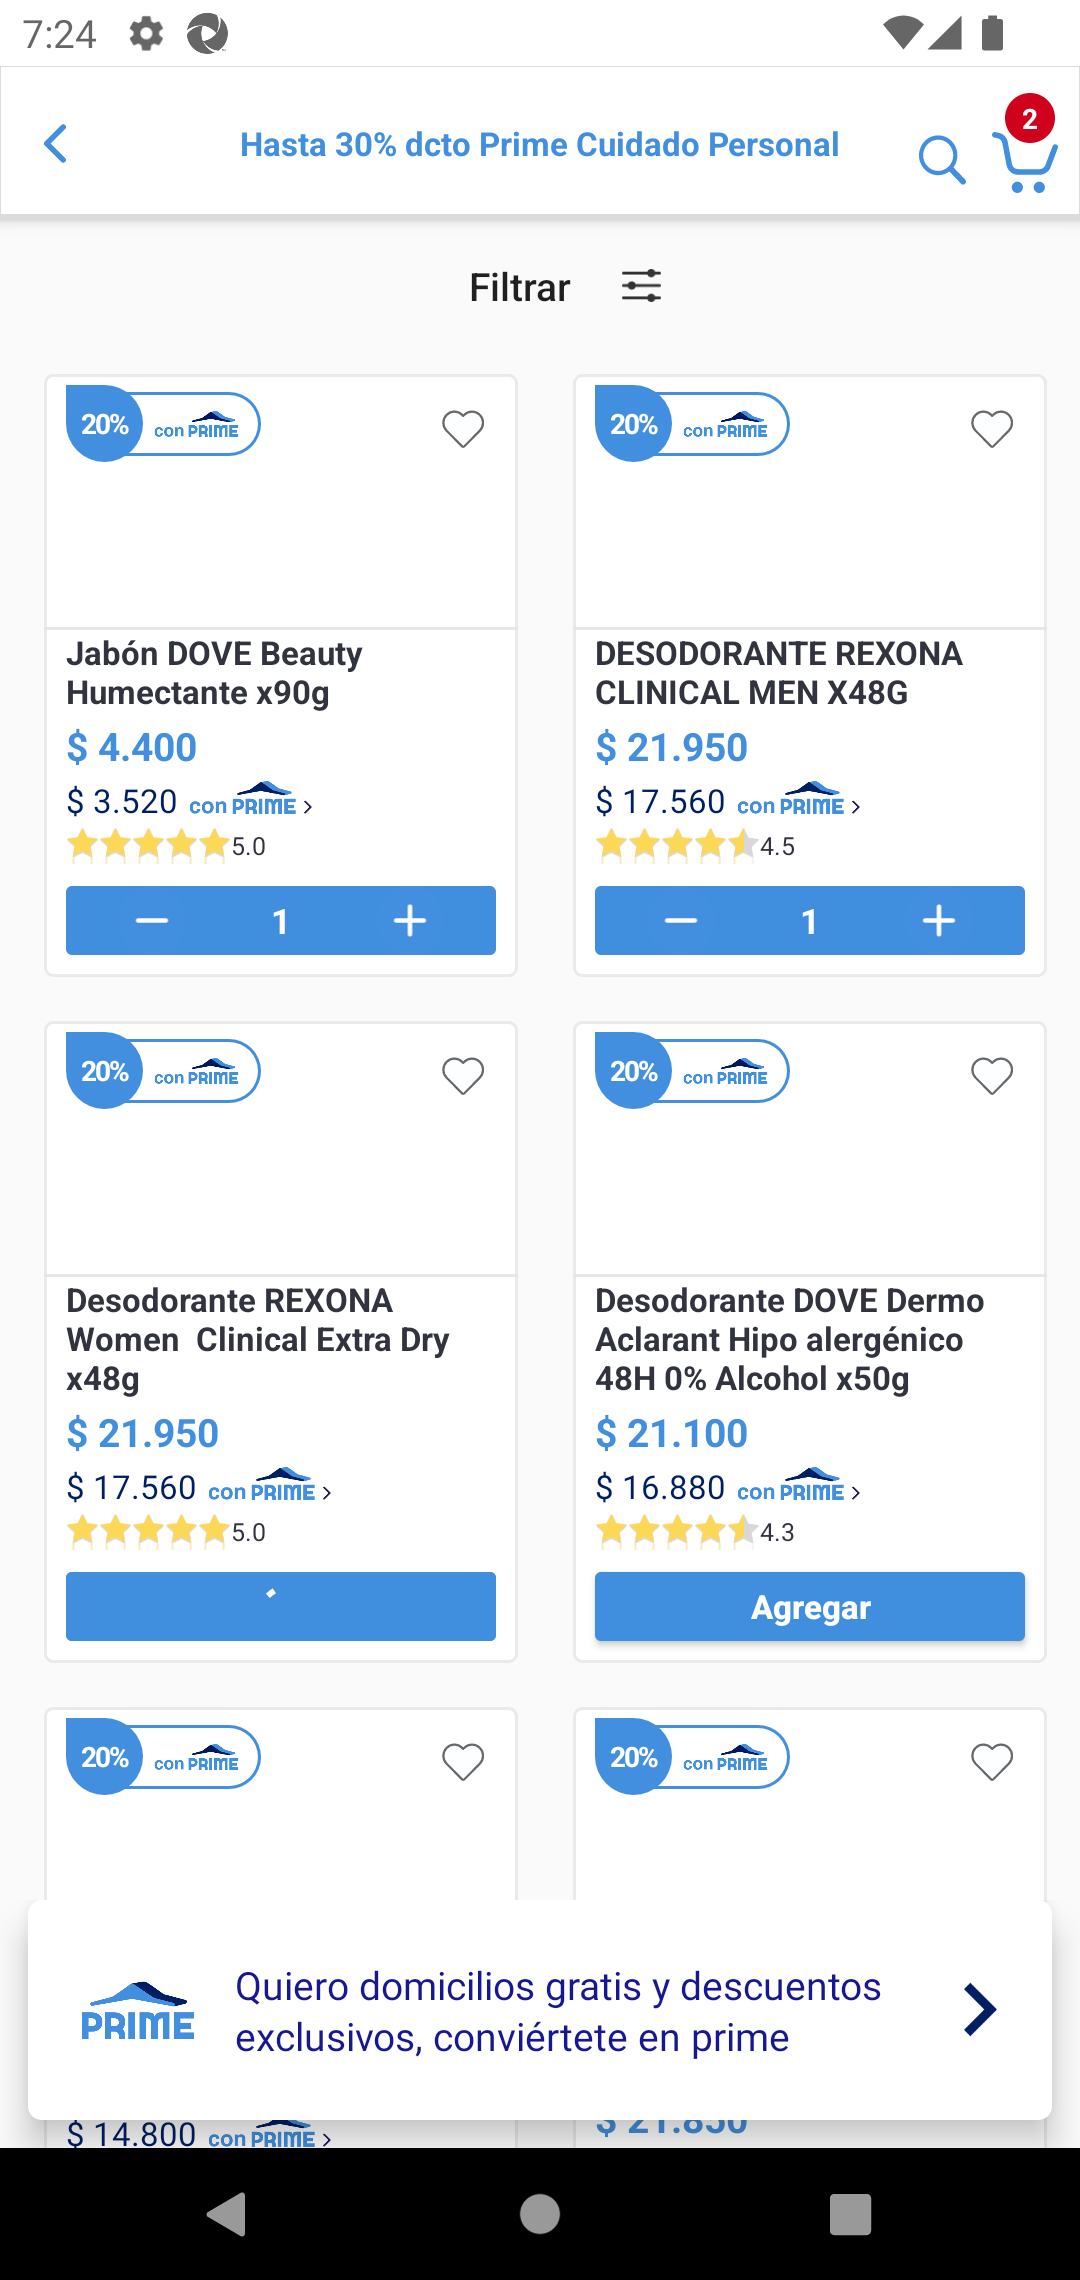 7:24
Hasta 30% dcto Prime Cuidado Personal
2
Filtrar
20% con PRIME
20% con PRIME
Jabón DOVE Beauty
Humectante x90g
$ 4.400
$ 3.520 con PRIME
5.0
1
DESODORANTE REXONA
CLINICAL MEN X48G
$ 21.950
$ 17.560 con PRIME
4.5
1
20% con PRIME
20% con PRIME
Desodorante REXONA
Women  Clinical Extra Dry
x48g
$ 21.950
$ 17.560 con PRIME
5.0
Desodorante DOVE Dermo
Aclarant Hipo alergénico
48H 0% Alcohol x50g
$ 21.100
$ 16.880 con PRIME
4.3
Agregar
20% con PRIME
20% con PRIME
PRIME
Quiero domicilios gratis y descuentos
exclusivos, conviértete en prime
$ 14.800 con PRIME
$ 21.850